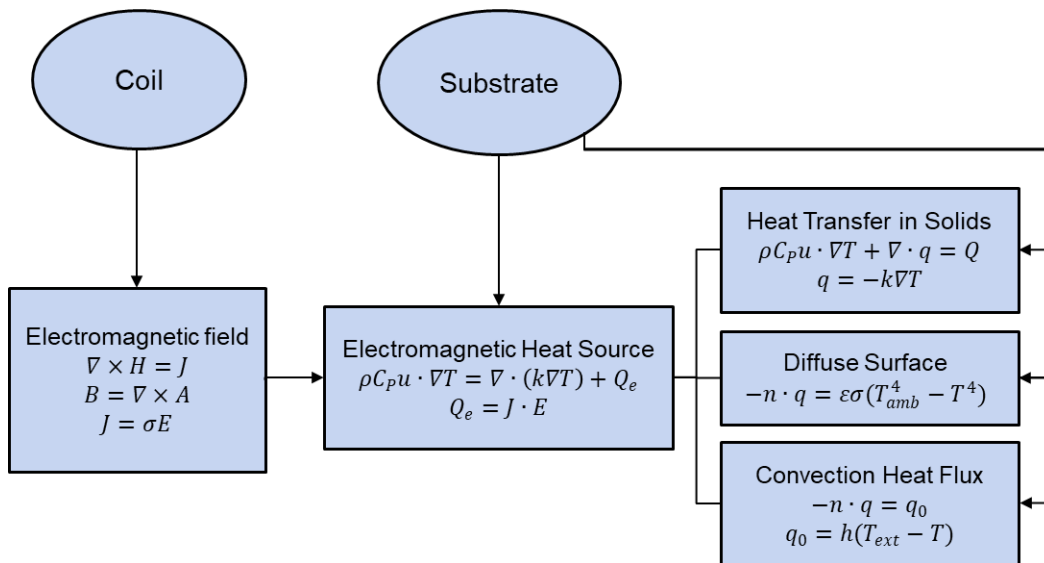 Coil
Substrate
Electromagnetic field
∇ × H = J
B = ∇ × A
J = σE
Electromagnetic Heat Source
ρC_P u · ∇T = ∇ · (k∇T) + Q_e
Q_e = J · E
Heat Transfer in Solids
ρC_P u · ∇T + ∇ · q = Q
q = −k∇T
Diffuse Surface
−n · q = εσ(T_amb^4 − T^4)
Convection Heat Flux
−n · q = q_0
q_0 = h(T_ext − T)